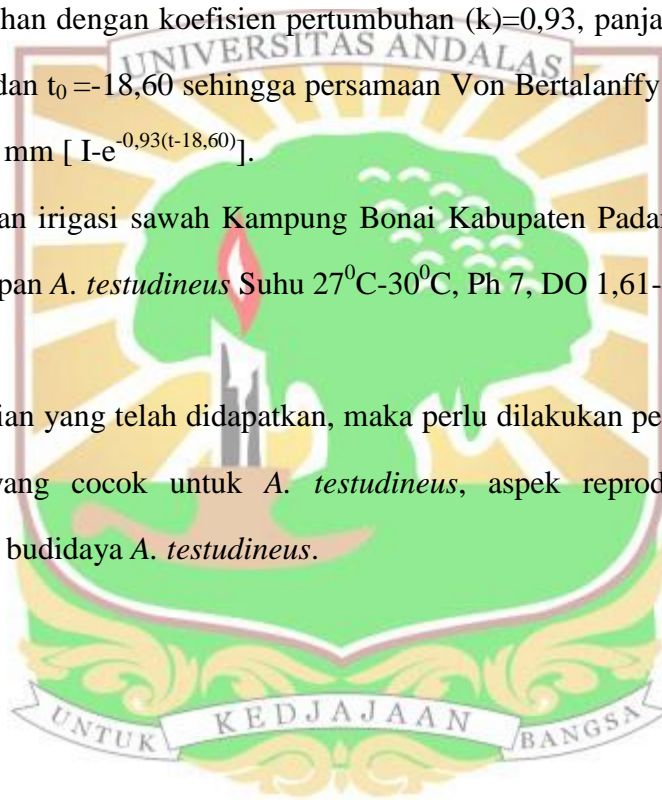 han dengan koefisien pertumbuhan (k)=0,93, panja
UNIVERSITAS ANDALAS
dan t₀ =-18,60 sehingga persamaan Von Bertalanffy
mm [ I-e^-0,93(t-18,60)].
an irigasi sawah Kampung Bonai Kabupaten Padar
pan A. testudineus Suhu 27⁰C-30⁰C, Ph 7, DO 1,61-
ian yang telah didapatkan, maka perlu dilakukan pe
yang cocok untuk A. testudineus, aspek reprod
budidaya A. testudineus.
UNTUK KEDJAJAAN BANGSA